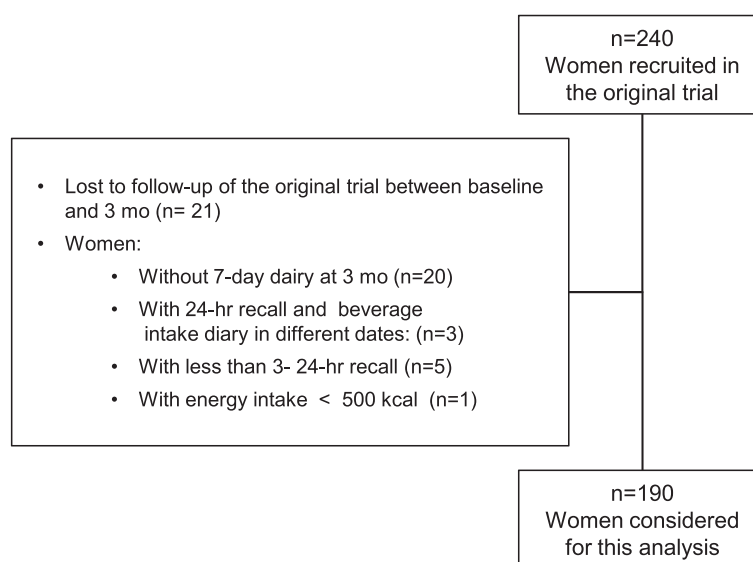 n=240
Women recruited in
the original trial
• Lost to follow-up of the original trial between baseline
and 3 mo (n= 21)
• Women:
• Without 7-day dairy at 3 mo (n=20)
• With 24-hr recall and beverage
intake diary in different dates: (n=3)
• With less than 3- 24-hr recall (n=5)
• With energy intake < 500 kcal (n=1)
n=190
Women considered
for this analysis